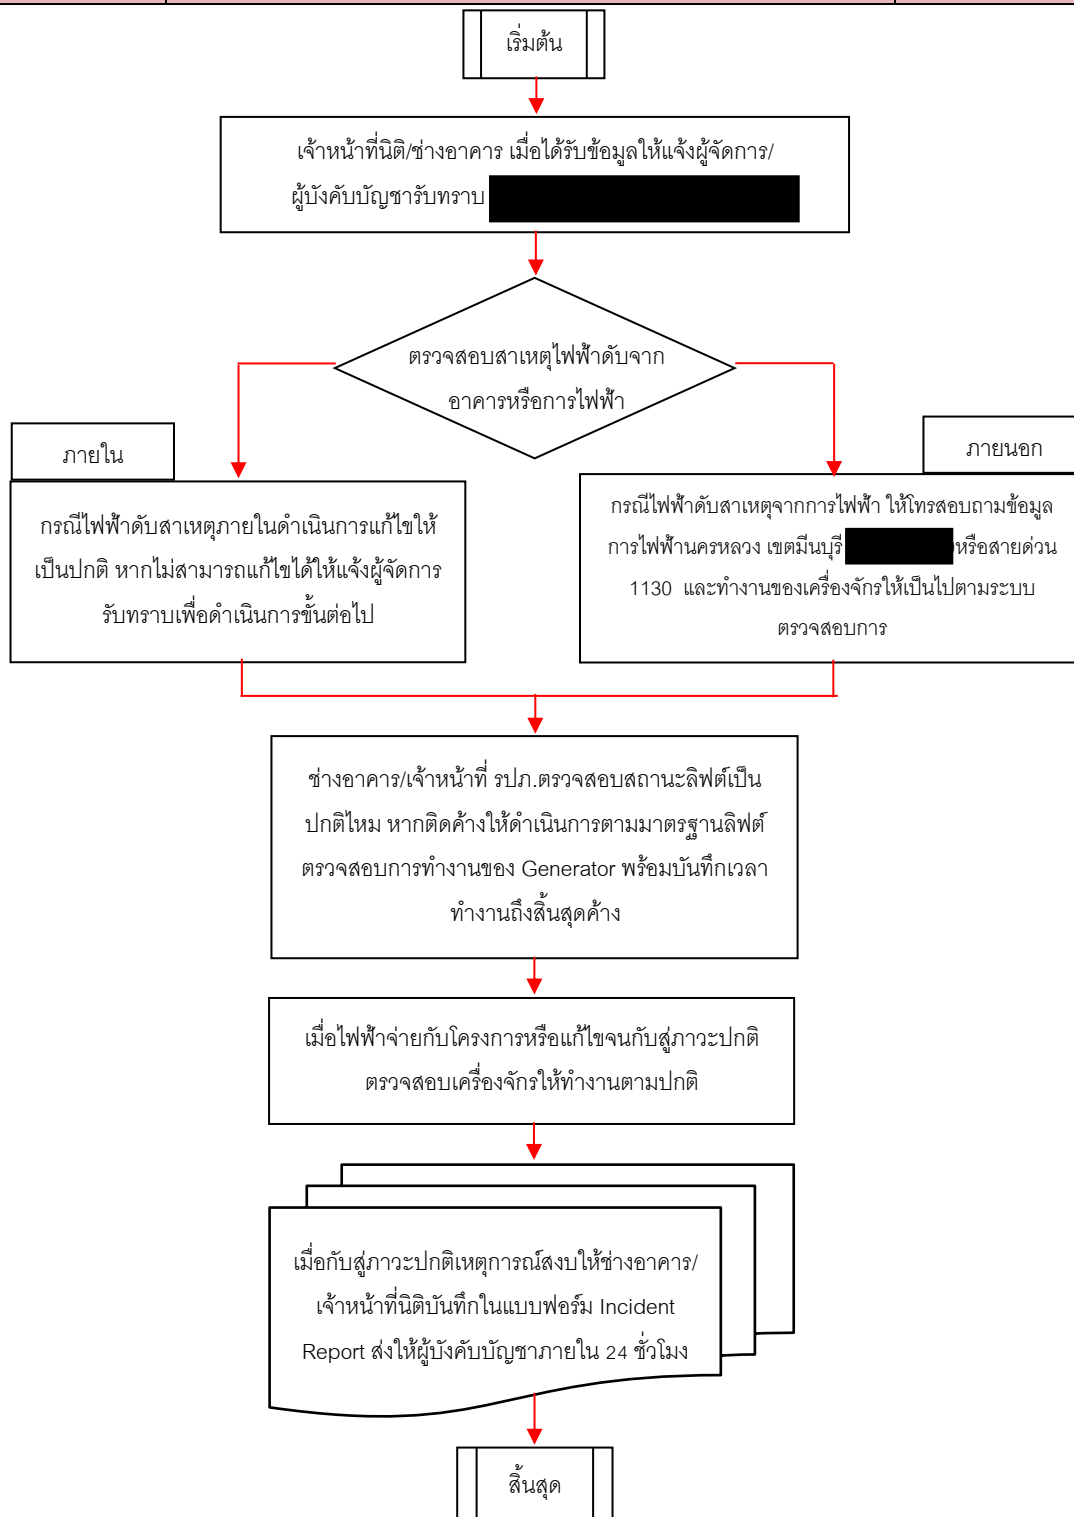 เริ่มต้น
เจ้าหน้าที่นิติ/ช่างอาคาร เมื่อได้รับข้อมูลให้แจ้งผู้จัดการ/
ผู้บังคับบัญชารับทราบ
ตรวจสอบสาเหตุไฟฟ้าดับจาก
อาคารหรือการไฟฟ้า
ภายใน
ภายนอก
กรณีไฟฟ้าดับสาเหตุภายในดำเนินการแก้ไขให้
เป็นปกติ หากไม่สามารถแก้ไขได้ให้แจ้งผู้จัดการ
รับทราบเพื่อดำเนินการขั้นต่อไป
กรณีไฟฟ้าดับสาเหตุจากการไฟฟ้า ให้โทรสอบถามข้อมูล
การไฟฟ้านครหลวง เขตมีนบุรี หรือสายด่วน
1130 และทำงานของเครื่องจักรให้เป็นไปตามระบบ
ตรวจสอบการ
ช่างอาคาร/เจ้าหน้าที่ รปภ.ตรวจสอบสถานะลิฟต์เป็น
ปกติไหม หากติดค้างให้ดำเนินการตามมาตรฐานลิฟต์
ตรวจสอบการทำงานของ Generator พร้อมบันทึกเวลา
ทำงานถึงสิ้นสุดค้าง
เมื่อไฟฟ้าจ่ายกับโครงการหรือแก้ไขจนกับสู่ภาวะปกติ
ตรวจสอบเครื่องจักรให้ทำงานตามปกติ
เมื่อกับสู่ภาวะปกติเหตุการณ์สงบให้ช่างอาคาร/
เจ้าหน้าที่นิติบันทึกในแบบฟอร์ม Incident
Report ส่งให้ผู้บังคับบัญชาภายใน 24 ชั่วโมง
สิ้นสุด